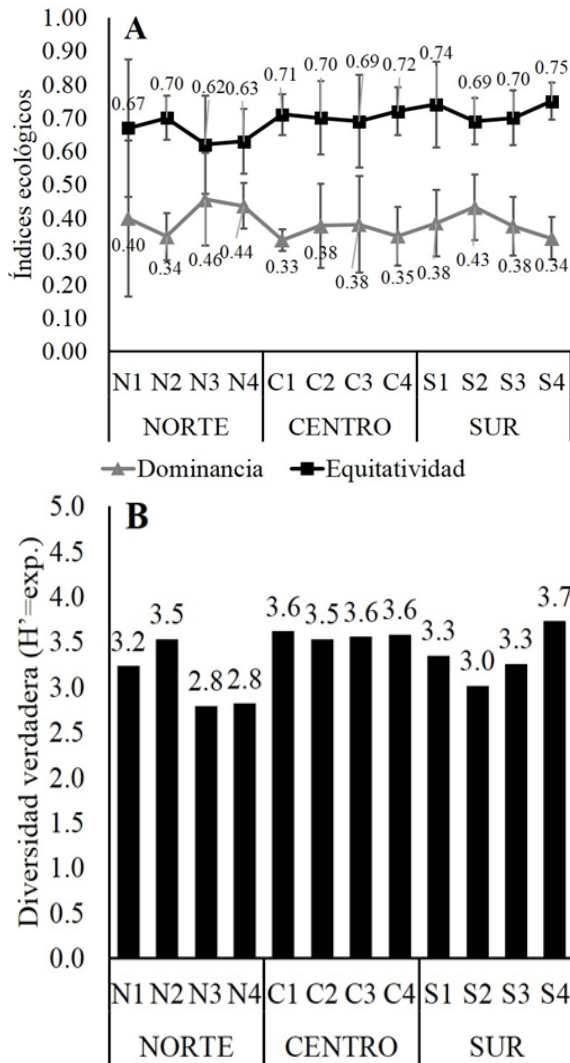 A
1.00
0.90
0.80
0.70
0.60
0.50
0.40
0.30
0.20
0.10
0.00
Índices ecológicos
0.67 0.70 0.62 0.63 0.71 0.70 0.69 0.72 0.74 0.69 0.70 0.75
0.40 0.34 0.46 0.44 0.33 0.38 0.38 0.35 0.38 0.43 0.38 0.34
N1 N2 N3 N4 C1 C2 C3 C4 S1 S2 S3 S4
NORTE CENTRO SUR
Dominancia Equitatividad
B
5.0
4.5
4.0
3.5
3.0
2.5
2.0
1.5
1.0
0.5
0.0
Diversidad verdadera (H’=exp.)
3.2 3.5 2.8 2.8 3.6 3.5 3.6 3.6 3.3 3.0 3.3 3.7
N1 N2 N3 N4 C1 C2 C3 C4 S1 S2 S3 S4
NORTE CENTRO SUR